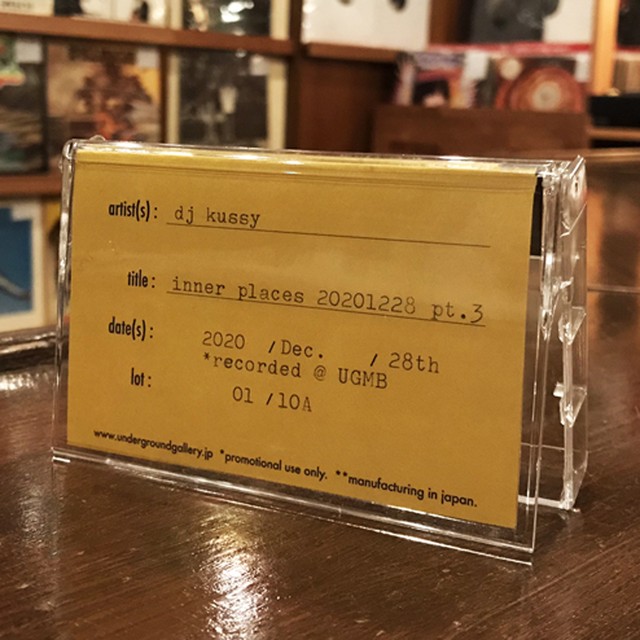 artist(s): dj kussy
title: inner places 20201228 pt.3
date(s): 2020 /Dec. / 28th
*recorded @ UGMB
lot: 01 /10A
www.undergroundgallery.jp *promotional use only. **manufacturing in japan.